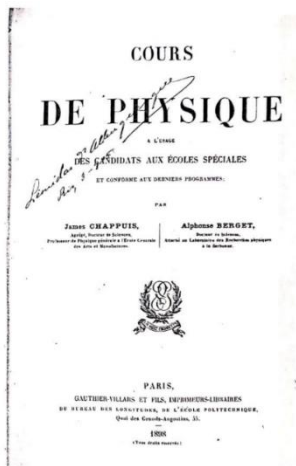 COURS
DE PHYSIQUE
A L'USAGE
DES CANDIDATS AUX ÉCOLES SPÉCIALES
ET CONFORME AUX DERNIERS PROGRAMMES;
PAR
James CHAPPUIS,
Agrégé, Docteur ès Sciences,
Professeur de Physique générale à l'École Centrale
des Arts et Manufactures.
Alphonse BERGET,
Docteur ès Sciences,
Attaché au Laboratoire des Recherches physiques
à la Sorbonne.
PARIS,
GAUTHIER-VILLARS ET FILS, IMPRIMEURS-LIBRAIRES
DU BUREAU DES LONGITUDES, DE L'ÉCOLE POLYTECHNIQUE,
Quai des Grands-Augustins, 55.
1898
(Tous droits réservés)